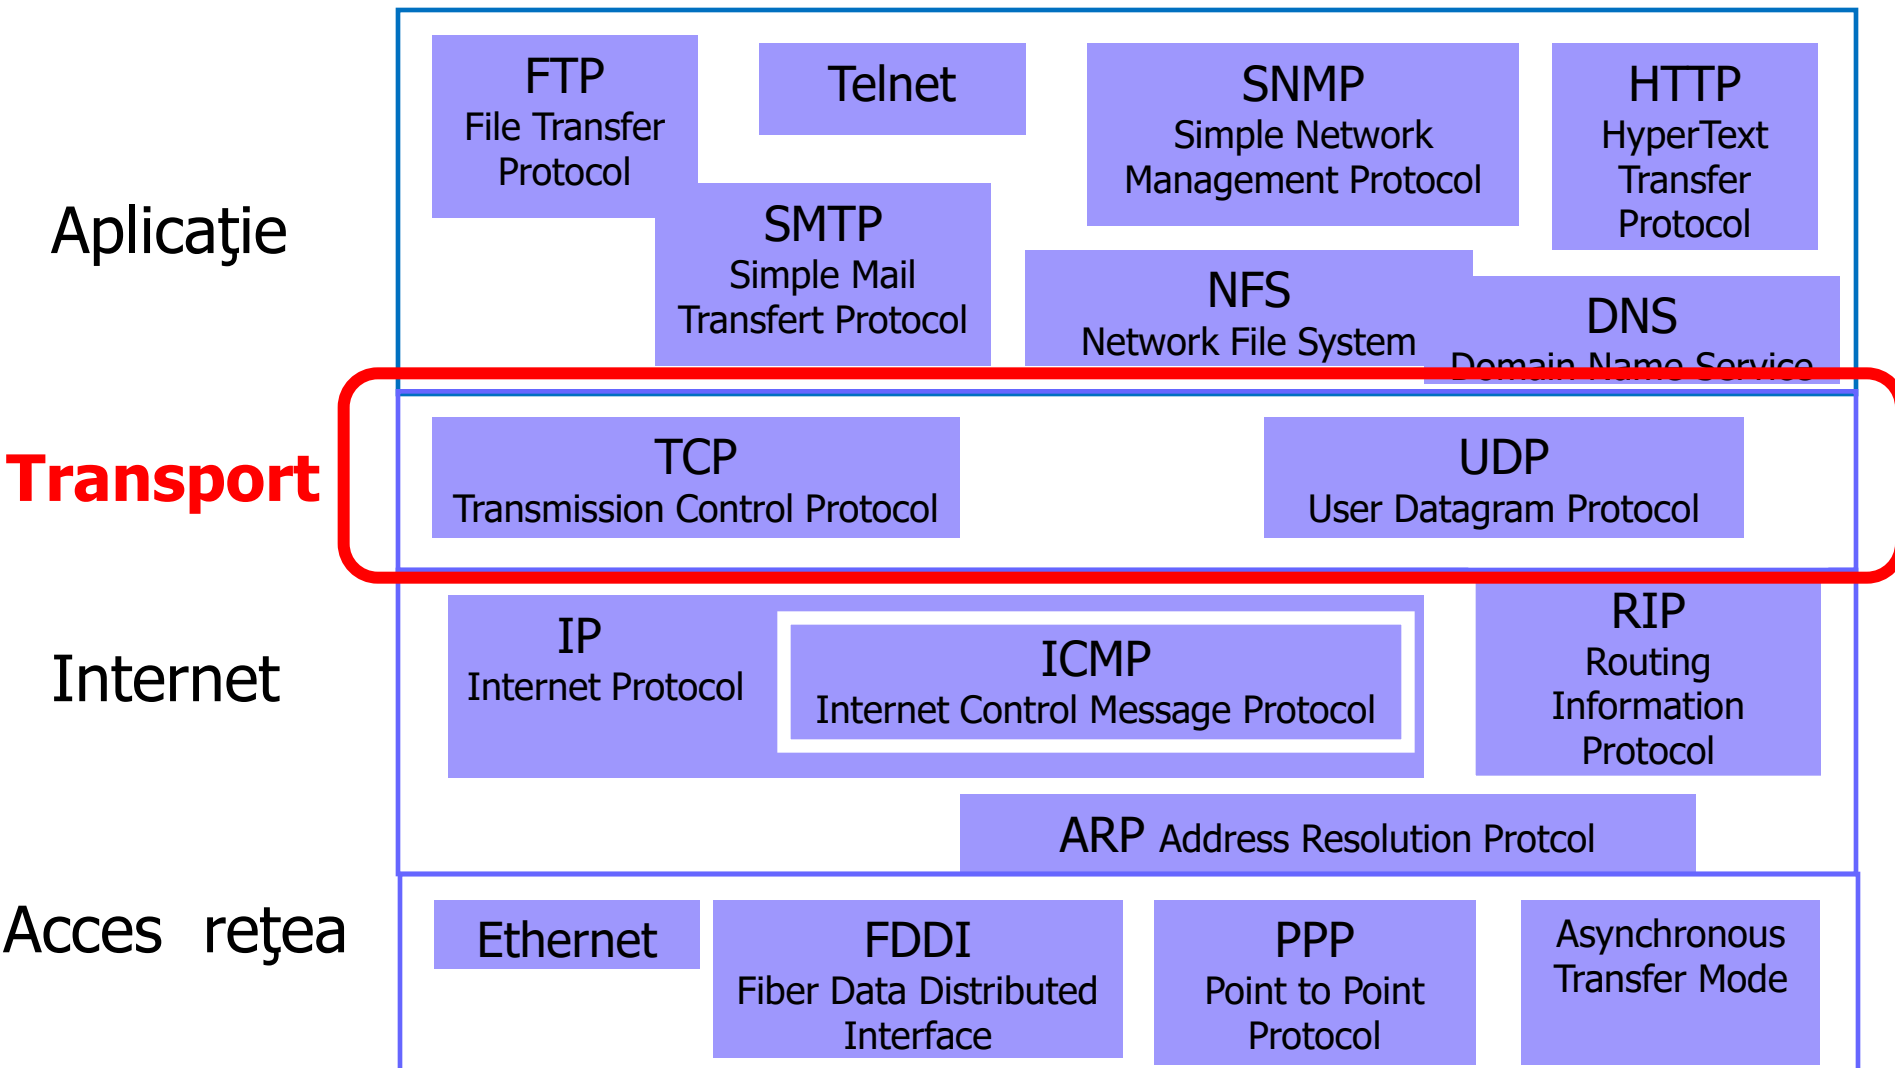 Aplicaţie
FTP
File Transfer
Protocol
Telnet
SNMP
Simple Network
Management Protocol
HTTP
HyperText
Transfer
Protocol
SMTP
Simple Mail
Transfert Protocol
NFS
Network File System
DNS
Domain Name Service
Transport
TCP
Transmission Control Protocol
UDP
User Datagram Protocol
Internet
IP
Internet Protocol
ICMP
Internet Control Message Protocol
RIP
Routing
Information
Protocol
ARP Address Resolution Protcol
Acces reţea
Ethernet
FDDI
Fiber Data Distributed
Interface
PPP
Point to Point
Protocol
Asynchronous
Transfer Mode